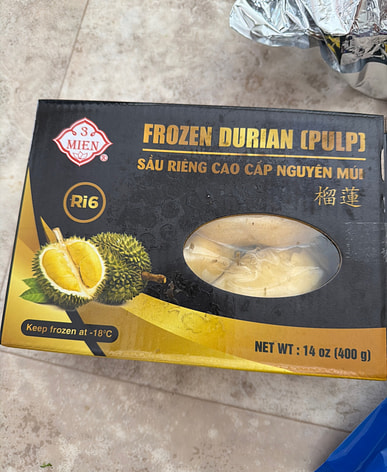 3
MIEN
®
FROZEN DURIAN (PULP)
SẦU RIÊNG CAO CẤP NGUYÊN MÚI
榴蓮
Ri6
Keep frozen at -18°C
NET WT : 14 oz (400 g)